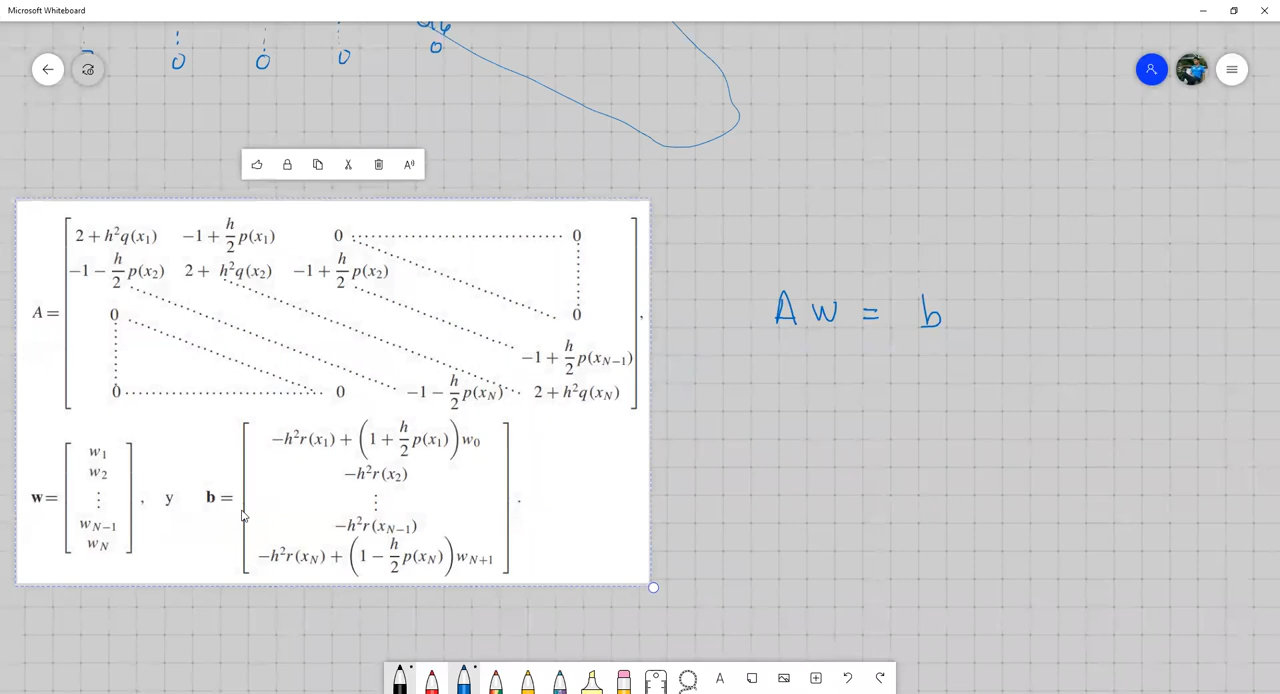 Microsoft Whiteboard
0 0 0 0
A = [ 2 + h²q(x₁) −1 + h/2 p(x₁) 0 ⋯ 0
−1 − h/2 p(x₂) 2 + h²q(x₂) −1 + h/2 p(x₂)
0 0
−1 + h/2 p(x_{N−1})
0 ⋯ 0 −1 − h/2 p(x_N) 2 + h²q(x_N) ],
A w = b
w = [ w₁ w₂ ⋮ w_{N−1} w_N ], y b =
−h²r(x₁) + (1 + h/2 p(x₁)) w₀
−h²r(x₂)
⋮
−h²r(x_{N−1})
−h²r(x_N) + (1 − h/2 p(x_N)) w_{N+1} .